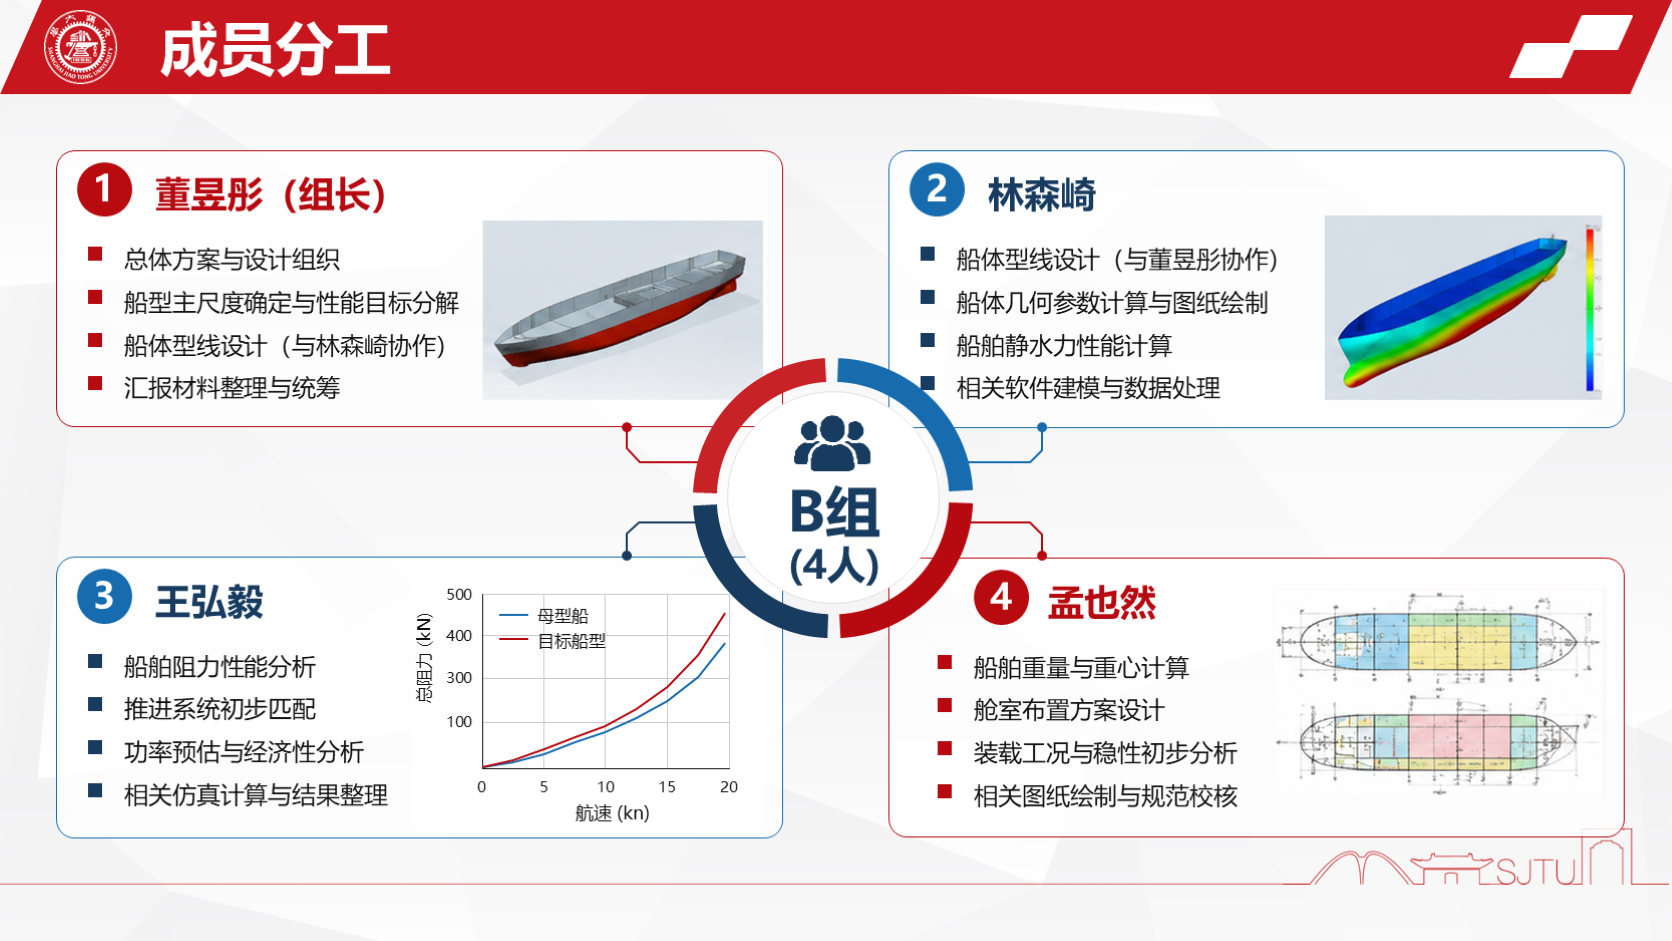 成员分工
SHANGHAI JIAO TONG UNIVERSITY
1 董昱彤（组长）
总体方案与设计组织
船型主尺度确定与性能目标分解
船体型线设计（与林森崎协作）
汇报材料整理与统筹
2 林森崎
船体型线设计（与董昱彤协作）
船体几何参数计算与图纸绘制
船舶静水力性能计算
相关软件建模与数据处理
B组
(4人)
3 王弘毅
船舶阻力性能分析
推进系统初步匹配
功率预估与经济性分析
相关仿真计算与结果整理
总阻力 (kN)
500
400
300
100
母型船
目标船型
0 5 10 15 20
航速 (kn)
4 孟也然
船舶重量与重心计算
舱室布置方案设计
装载工况与稳性初步分析
相关图纸绘制与规范校核
SJTU